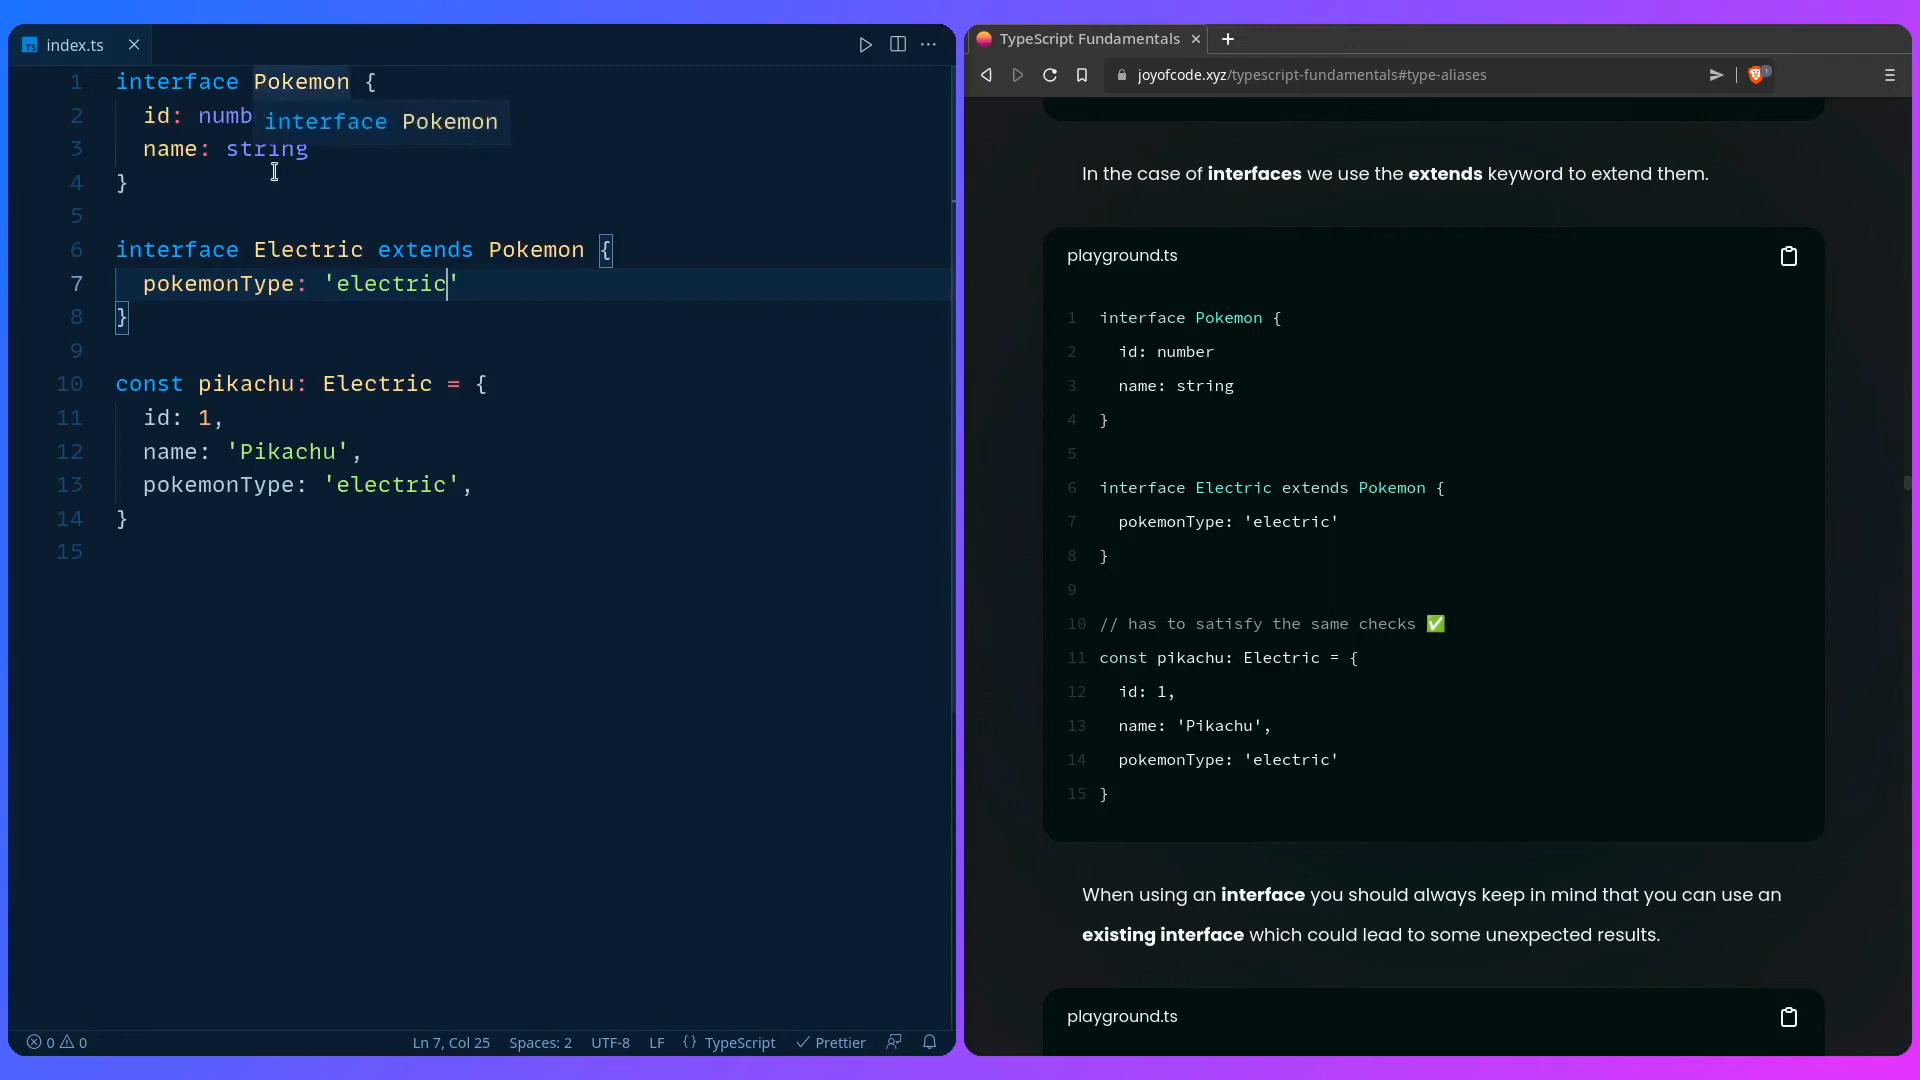 index.ts
1 interface Pokemon {
2 id: numb
interface Pokemon
3 name: string
4 }
5
6 interface Electric extends Pokemon {
7 pokemonType: 'electric'
8 }
9
10 const pikachu: Electric = {
11 id: 1,
12 name: 'Pikachu',
13 pokemonType: 'electric',
14 }
15
0 0
Ln 7, Col 25 Spaces: 2 UTF-8 LF {} TypeScript Prettier
TypeScript Fundamentals
joyofcode.xyz/typescript-fundamentals#type-aliases
1
In the case of interfaces we use the extends keyword to extend them.
playground.ts
1 interface Pokemon {
2 id: number
3 name: string
4 }
5
6 interface Electric extends Pokemon {
7 pokemonType: 'electric'
8 }
9
10 // has to satisfy the same checks ✅
11 const pikachu: Electric = {
12 id: 1,
13 name: 'Pikachu',
14 pokemonType: 'electric'
15 }
When using an interface you should always keep in mind that you can use an
existing interface which could lead to some unexpected results.
playground.ts